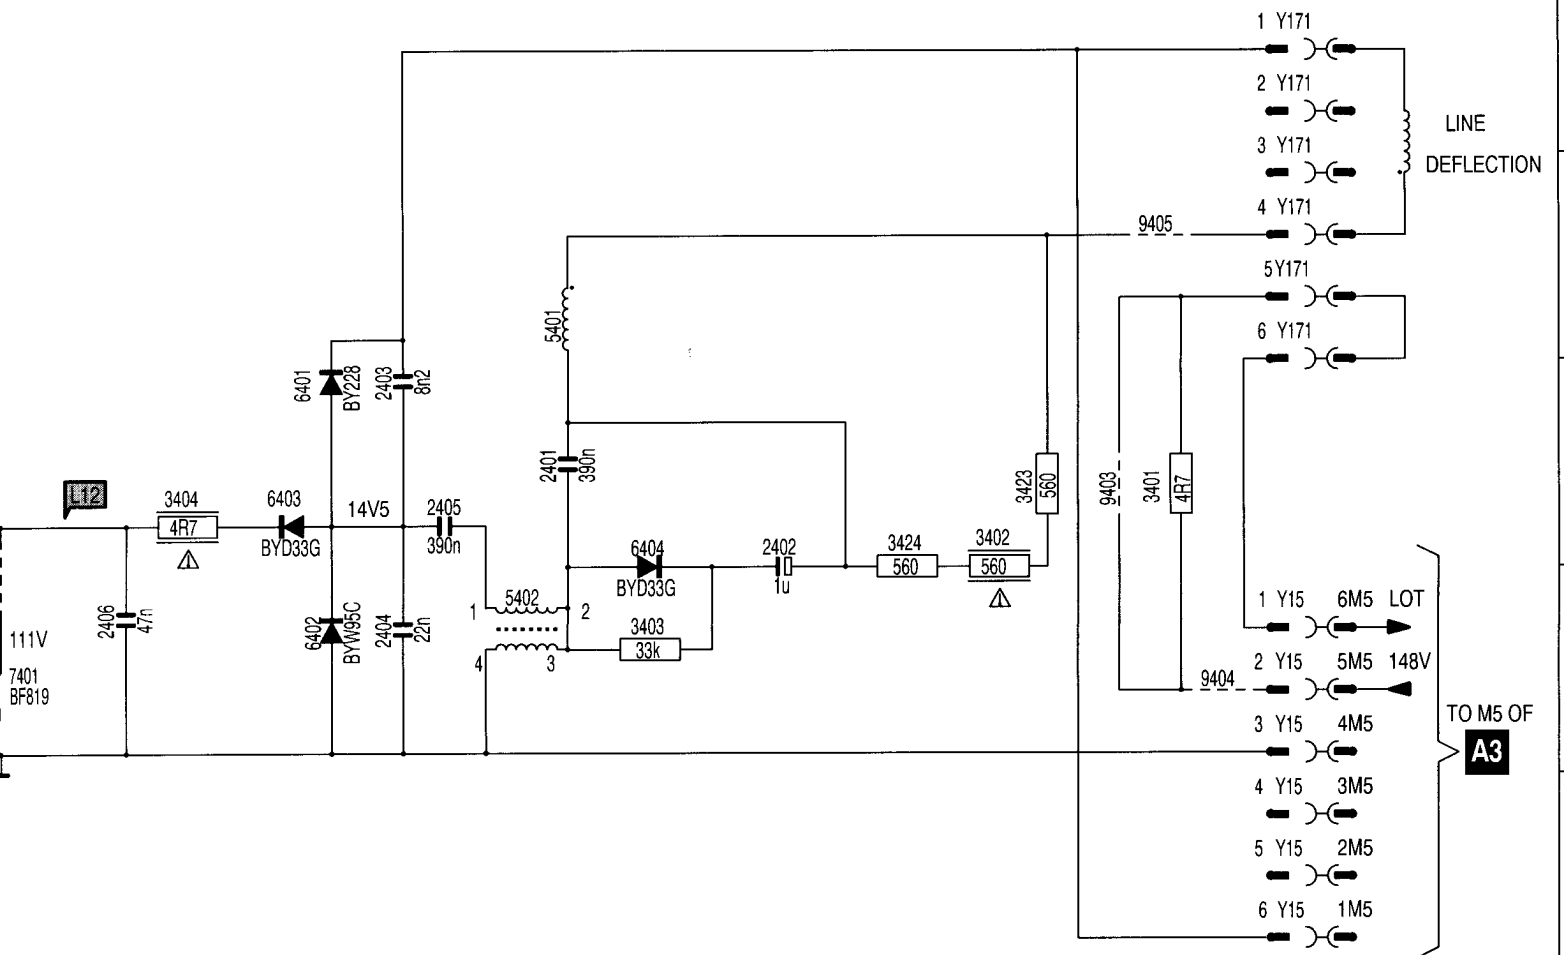 1 Y171
2 Y171
LINE
DEFLECTION
3 Y171
4 Y171
9405
5Y171
6 Y171
5401
6401
BY228
2403
8n2
2401
390n
3423
560
9403
3401
4R7
L12
3404
4R7
6403
BYD33G
14V5
2405
390n
6404
BYD33G
2402
1u
3424
560
3402
560
2406
47n
6402
BYW95C
2404
22n
1
5402
2
4
3
3403
33k
111V
7401
BF819
1 Y15 6M5 LOT
9404
2 Y15 5M5 148V
3 Y15 4M5
TO M5 OF
A3
4 Y15 3M5
5 Y15 2M5
6 Y15 1M5